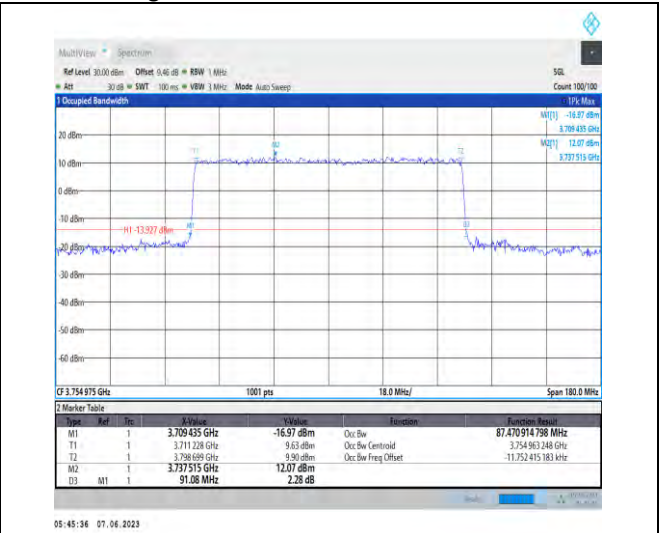 MultiView Spectrum
Ref Level 30.00 dBm Offset 9.46 dB RBW 1 MHz SGL
Att 30 dB SWT 100 ms VBW 1 MHz Mode Auto Sweep Count 100/100
1 Occupied Bandwidth 1Pk Max
M1[1] -16.97 dBm
3.709 435 GHz
M2[1] 12.07 dBm
3.737 515 GHz
20 dBm
T1 M2 T2
10 dBm
0 dBm
-10 dBm
H1 -13.927 dBm M1 D3
-20 dBm
-30 dBm
-40 dBm
-50 dBm
-60 dBm
CF 3.754 975 GHz 1001 pts 18.0 MHz/ Span 180.0 MHz
2 Marker Table
Type Ref Trc X-Value Y-Value Function Function Result
M1 1 3.709 435 GHz -16.97 dBm Occ Bw 87.470 914 798 MHz
T1 1 3.711 228 GHz 9.63 dBm Occ Bw Centroid 3.754 963 248 GHz
T2 1 3.798 699 GHz 9.90 dBm Occ Bw Freq Offset -11.752 415 183 kHz
M2 1 3.737 515 GHz 12.07 dBm
D3 M1 1 91.08 MHz 2.28 dB
05:45:36 07.06.2023